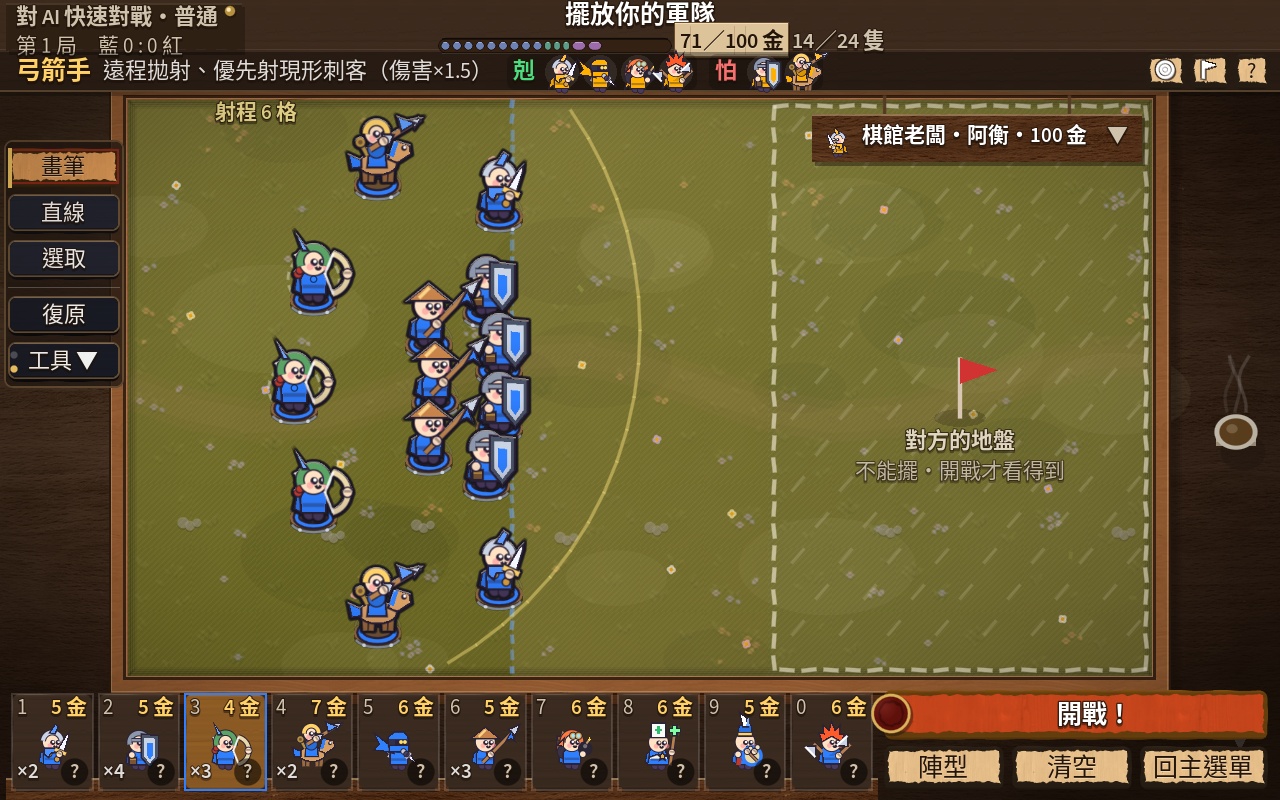 對 AI 快速對戰・普通
擺放你的軍隊
第 1 局 藍 0 : 0 紅
71／100 金 14／24 隻
弓箭手 遠程拋射、優先射現形刺客（傷害×1.5） 剋 怕 ?
射程 6 格
棋館老闆・阿衡・100 金 ▼
畫筆
直線
選取
復原
工具▼
對方的地盤
不能擺・開戰才看得到
1 5 金 ×2 ?
2 5 金 ×4 ?
3 4 金 ×3 ?
4 7 金 ×2 ?
5 6 金 ?
6 5 金 ×3 ?
7 6 金 ?
8 6 金 ?
9 5 金 ?
0 6 金 ?
開戰！
陣型
清空
回主選單